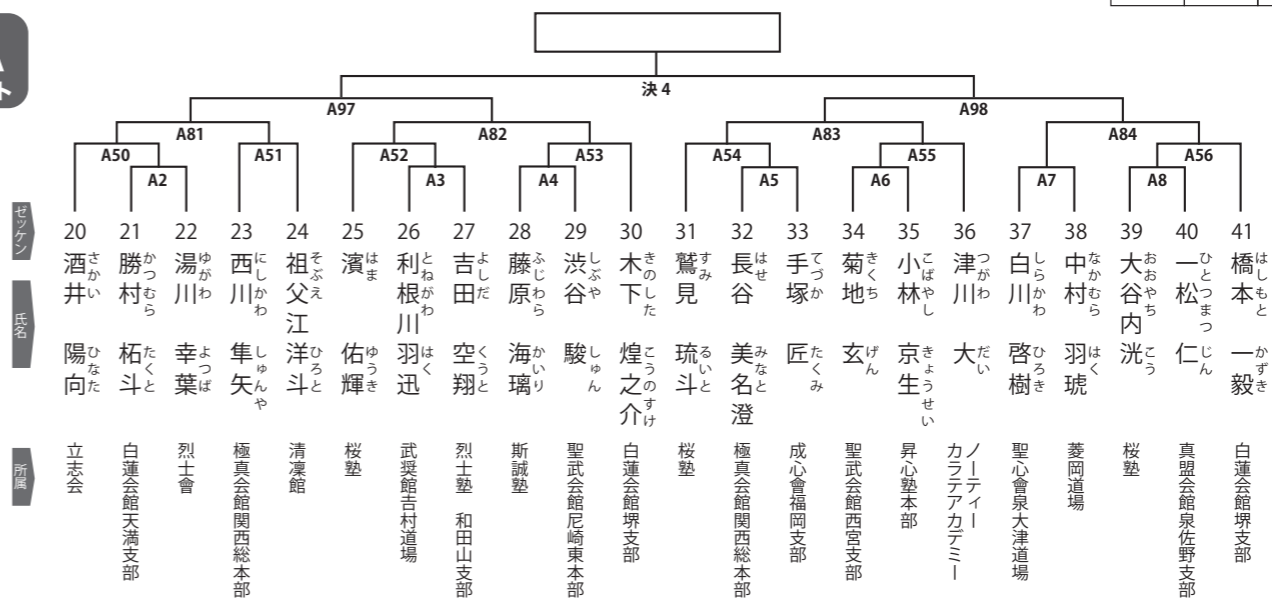 A
ト
決4
A97 A98
A81 A82 A83 A84
A50 A51 A52 A53 A54 A55 A56
A2 A3 A4 A5 A6 A7 A8
ゼッケン
氏名
所属
20 酒井 陽向 さかい ひなた 立志会
21 勝村 柘斗 かつむら たくと 白蓮会館天満支部
22 湯川 幸葉 ゆがわ よつば 烈士會
23 西川 隼矢 にしかわ しゅんや 極真会館関西総本部
24 祖父江 洋斗 そぶえ ひろと 清凜館
25 濱 佑輝 はま ゆうき 桜塾
26 利根川 羽迅 とねがわ はく 武奨館吉村道場
27 吉田 空翔 よしだ くうと 烈士塾 和田山支部
28 藤原 海璃 ふじわら かいり 斯誠塾
29 渋谷 駿 しぶや しゅん 聖武会館尼崎東本部
30 木下 煌之介 きのした こうのすけ 白蓮会館堺支部
31 鷲見 琉斗 すみ るいと 桜塾
32 長谷 美名澄 はせ みなと 極真会館関西総本部
33 手塚 匠 てづか たくみ 成心會福岡支部
34 菊地 玄 きくち げん 聖武会館西宮支部
35 小林 京生 こばやし きょうせい 昇心塾本部
36 津川 大 つがわ だい ノーティーカラテアカデミー
37 白川 啓樹 しらかわ ひろき 聖心會泉大津道場
38 中村 羽琥 なかむら はく 菱岡道場
39 大谷内 洸 おおやち こう 桜塾
40 一松 仁 ひとつまつ じん 真盟会館泉佐野支部
41 橋本 一毅 はしもと かずき 白蓮会館堺支部